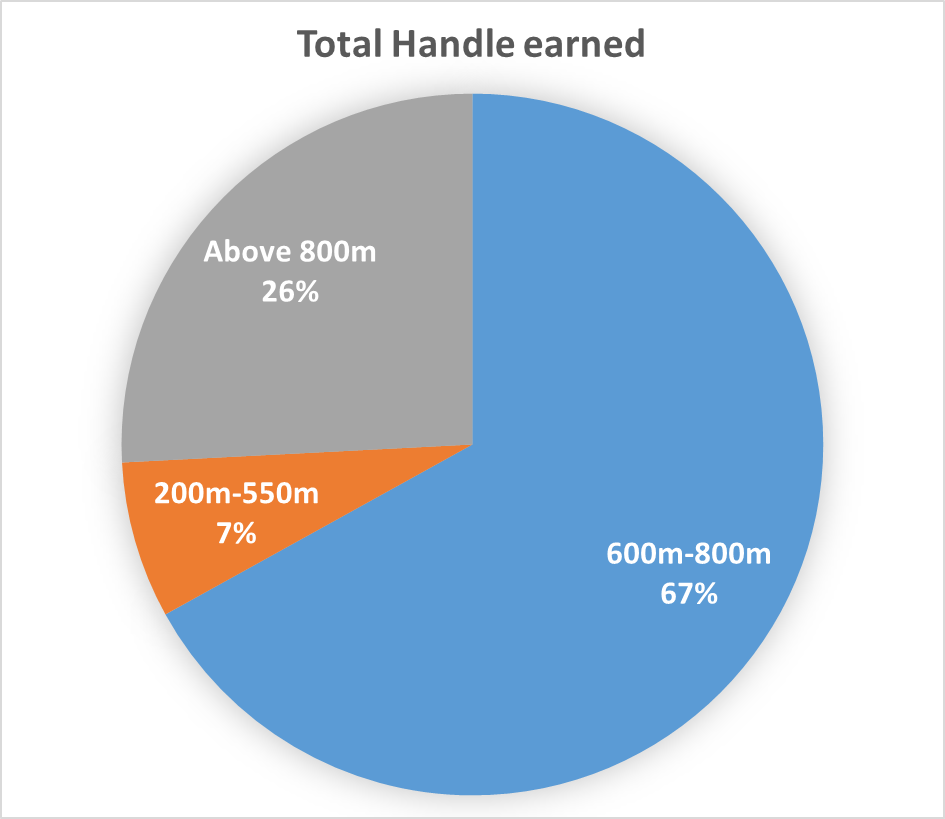 Total Handle earned
Above 800m
26%
200m-550m
7%
600m-800m
67%